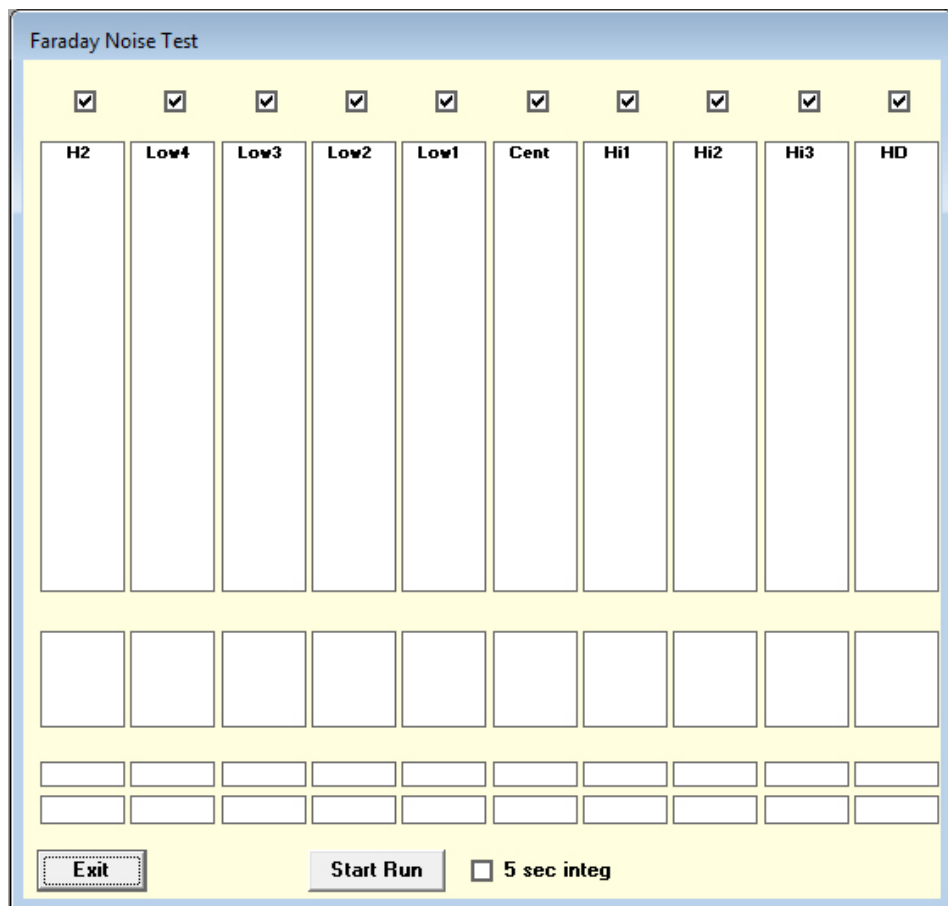 Faraday Noise Test
H2 Low4 Low3 Low2 Low1 Cent Hi1 Hi2 Hi3 HD
Exit Start Run 5 sec integ